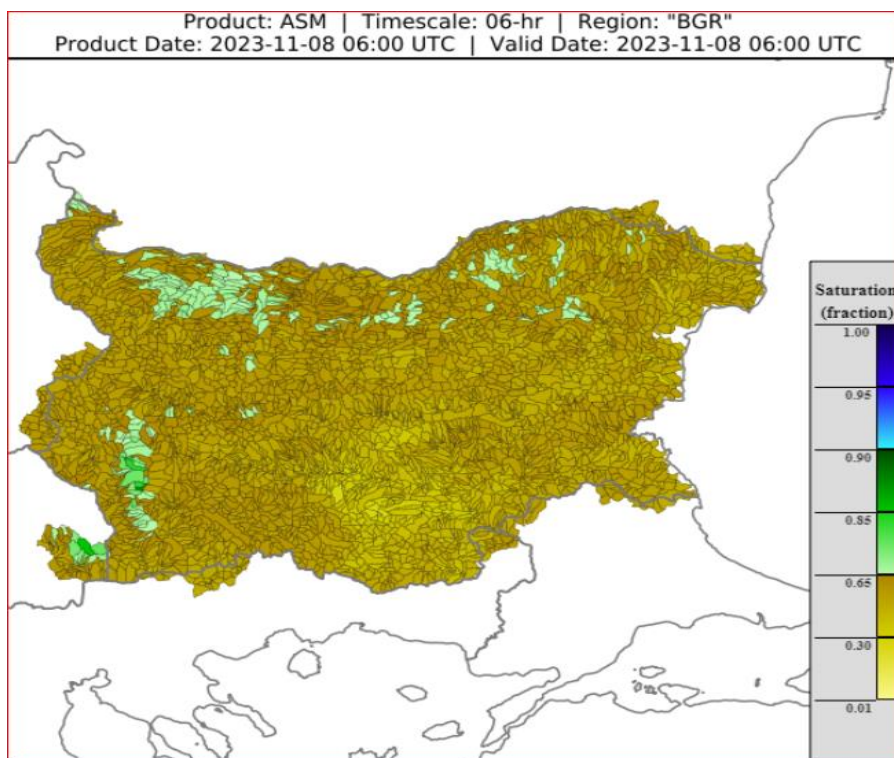 Product: ASM | Timescale: 06-hr | Region: "BGR"
Product Date: 2023-11-08 06:00 UTC | Valid Date: 2023-11-08 06:00 UTC
Saturation
(fraction)
1.00
0.95
0.90
0.85
0.65
0.30
0.01